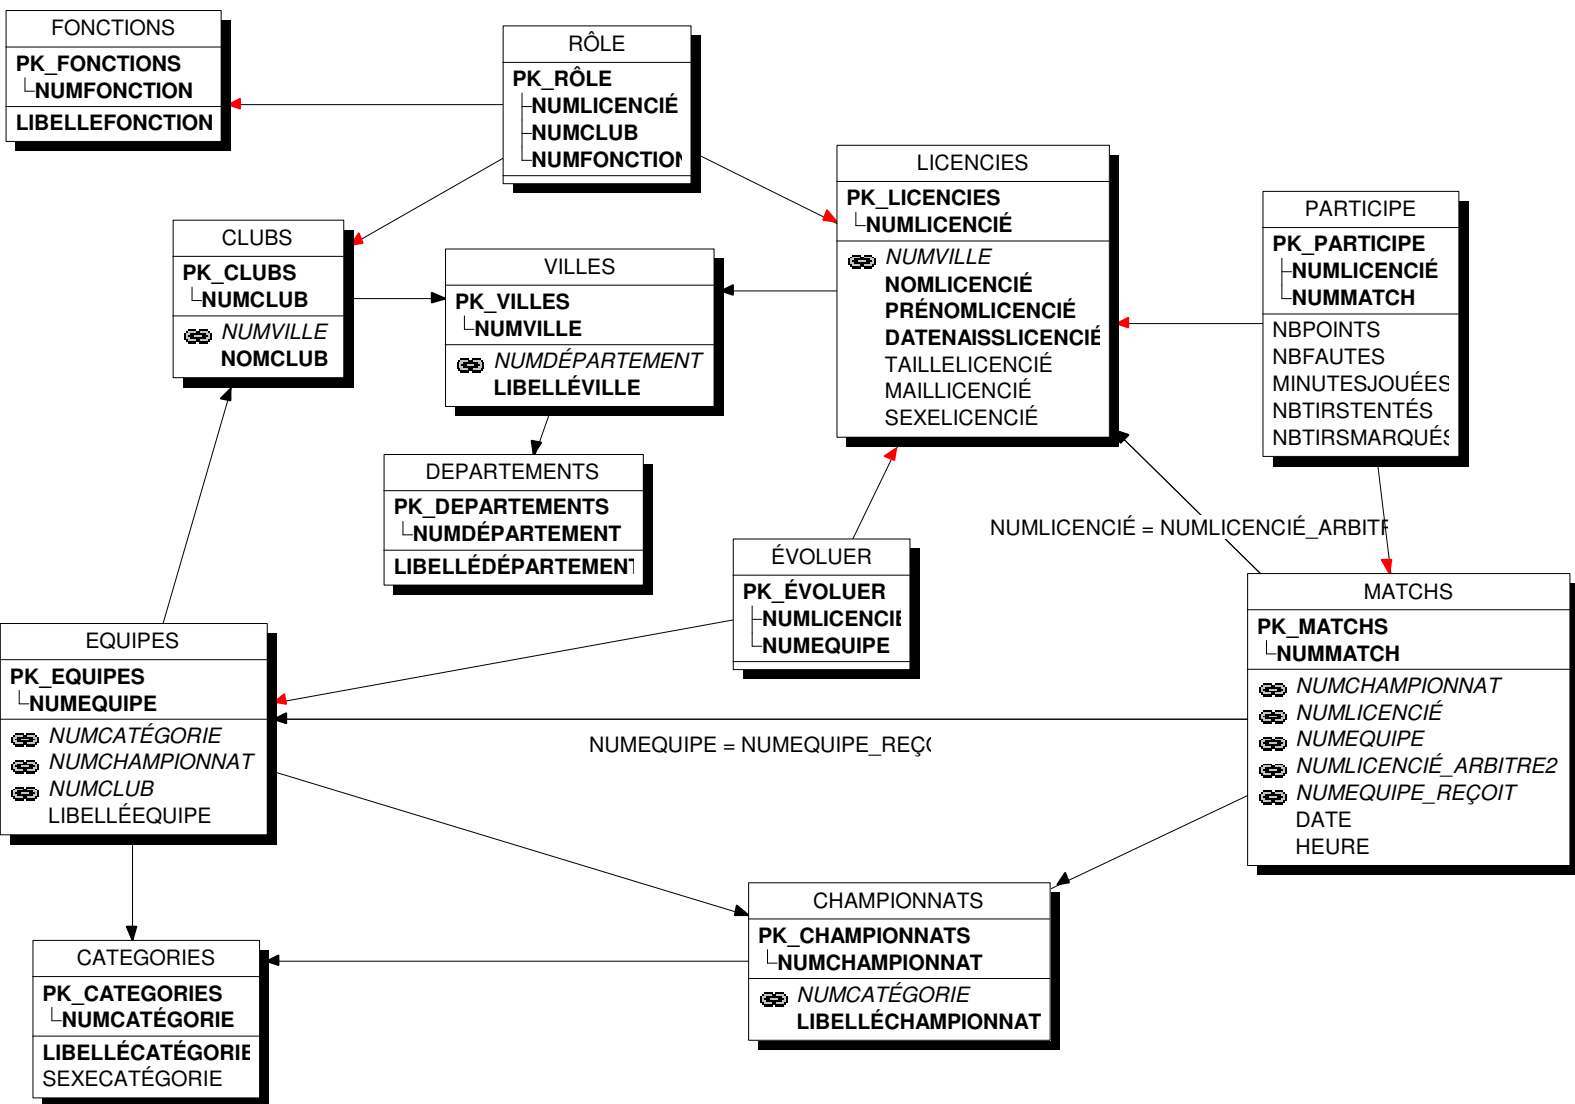 FONCTIONS
PK_FONCTIONS
NUMFONCTION
LIBELLEFONCTION
RÔLE
PK_RÔLE
NUMLICENCIÉ
NUMCLUB
NUMFONCTION
LICENCIES
PK_LICENCIES
NUMLICENCIÉ
NUMVILLE
NOMLICENCIÉ
PRÉNOMLICENCIÉ
DATENAISSLICENCIÉ
TAILLELICENCIÉ
MAILLICENCIÉ
SEXELICENCIÉ
PARTICIPE
PK_PARTICIPE
NUMLICENCIÉ
NUMMATCH
NBPOINTS
NBFAUTES
MINUTESJOUÉES
NBTIRSTENTÉS
NBTIRSMARQUÉS
CLUBS
PK_CLUBS
NUMCLUB
NUMVILLE
NOMCLUB
VILLES
PK_VILLES
NUMVILLE
NUMDÉPARTEMENT
LIBELLÉVILLE
DEPARTEMENTS
PK_DEPARTEMENTS
NUMDÉPARTEMENT
LIBELLÉDÉPARTEMENT
NUMLICENCIÉ = NUMLICENCIÉ_ARBITR
ÉVOLUER
PK_ÉVOLUER
NUMLICENCIÉ
NUMEQUIPE
MATCHS
PK_MATCHS
NUMMATCH
NUMCHAMPIONNAT
NUMLICENCIÉ
NUMEQUIPE
NUMLICENCIÉ_ARBITRE2
NUMEQUIPE_REÇOIT
DATE
HEURE
EQUIPES
PK_EQUIPES
NUMEQUIPE
NUMCATÉGORIE
NUMCHAMPIONNAT
NUMCLUB
LIBELLÉEQUIPE
NUMEQUIPE = NUMEQUIPE_REÇO
CHAMPIONNATS
PK_CHAMPIONNATS
NUMCHAMPIONNAT
NUMCATÉGORIE
LIBELLÉCHAMPIONNAT
CATEGORIES
PK_CATEGORIES
NUMCATÉGORIE
LIBELLÉCATÉGORIE
SEXECATÉGORIE